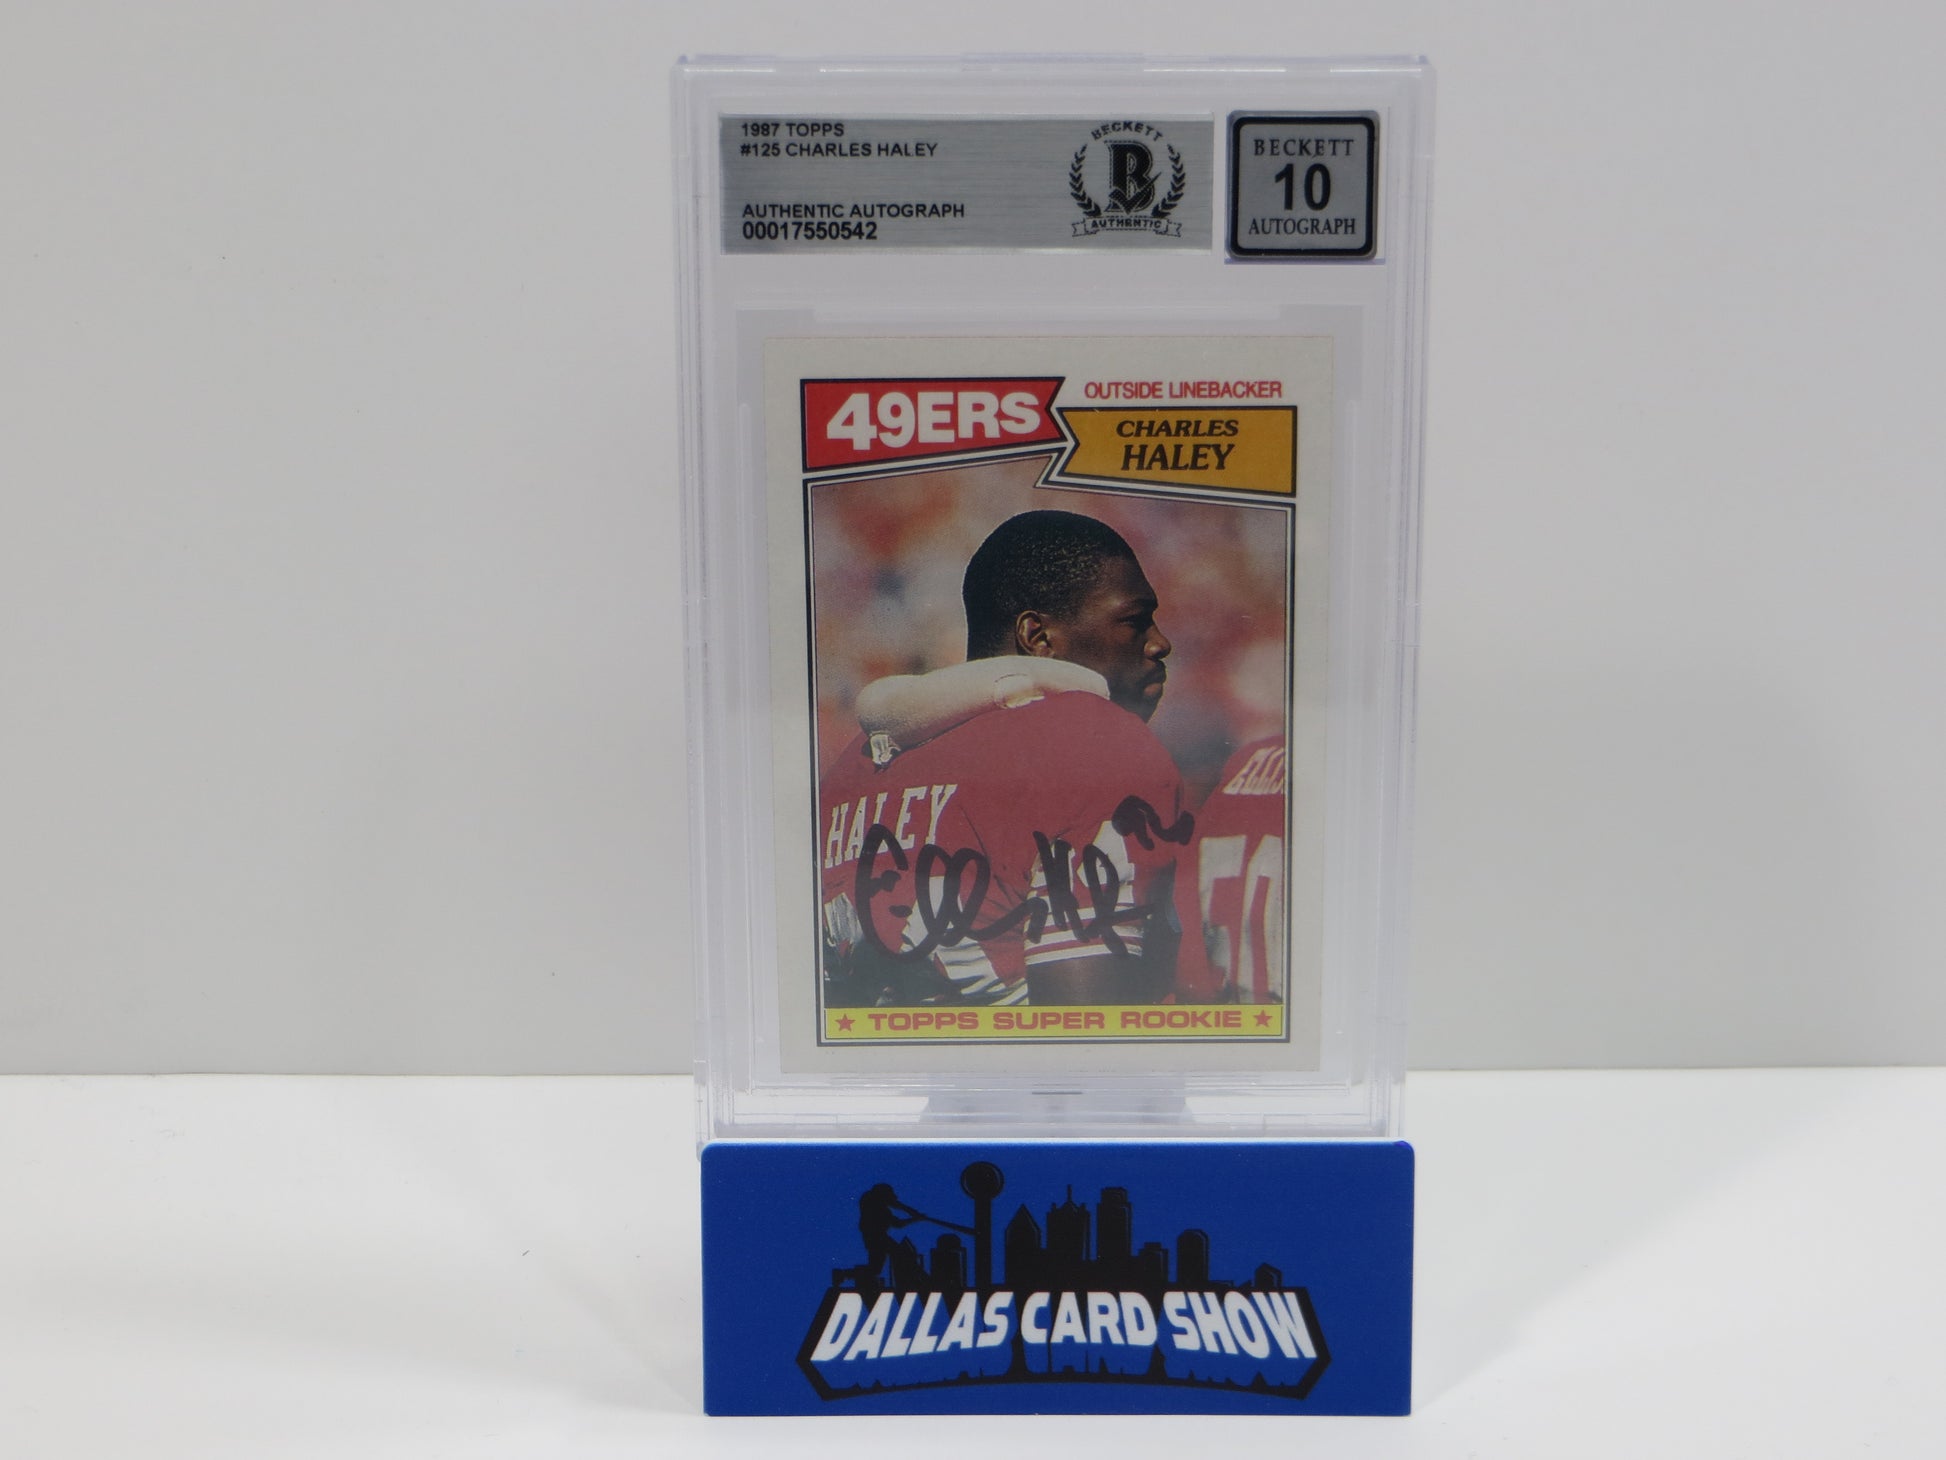 1987 TOPPS
#125 CHARLES HALEY
AUTHENTIC AUTOGRAPH
00017550542
BECKETT
B
AUTHENTIC
BECKETT
10
AUTOGRAPH
49ERS
OUTSIDE LINEBACKER
CHARLES
HALEY
HALEY
50
★ TOPPS SUPER ROOKIE ★
DALLAS CARD SHOW